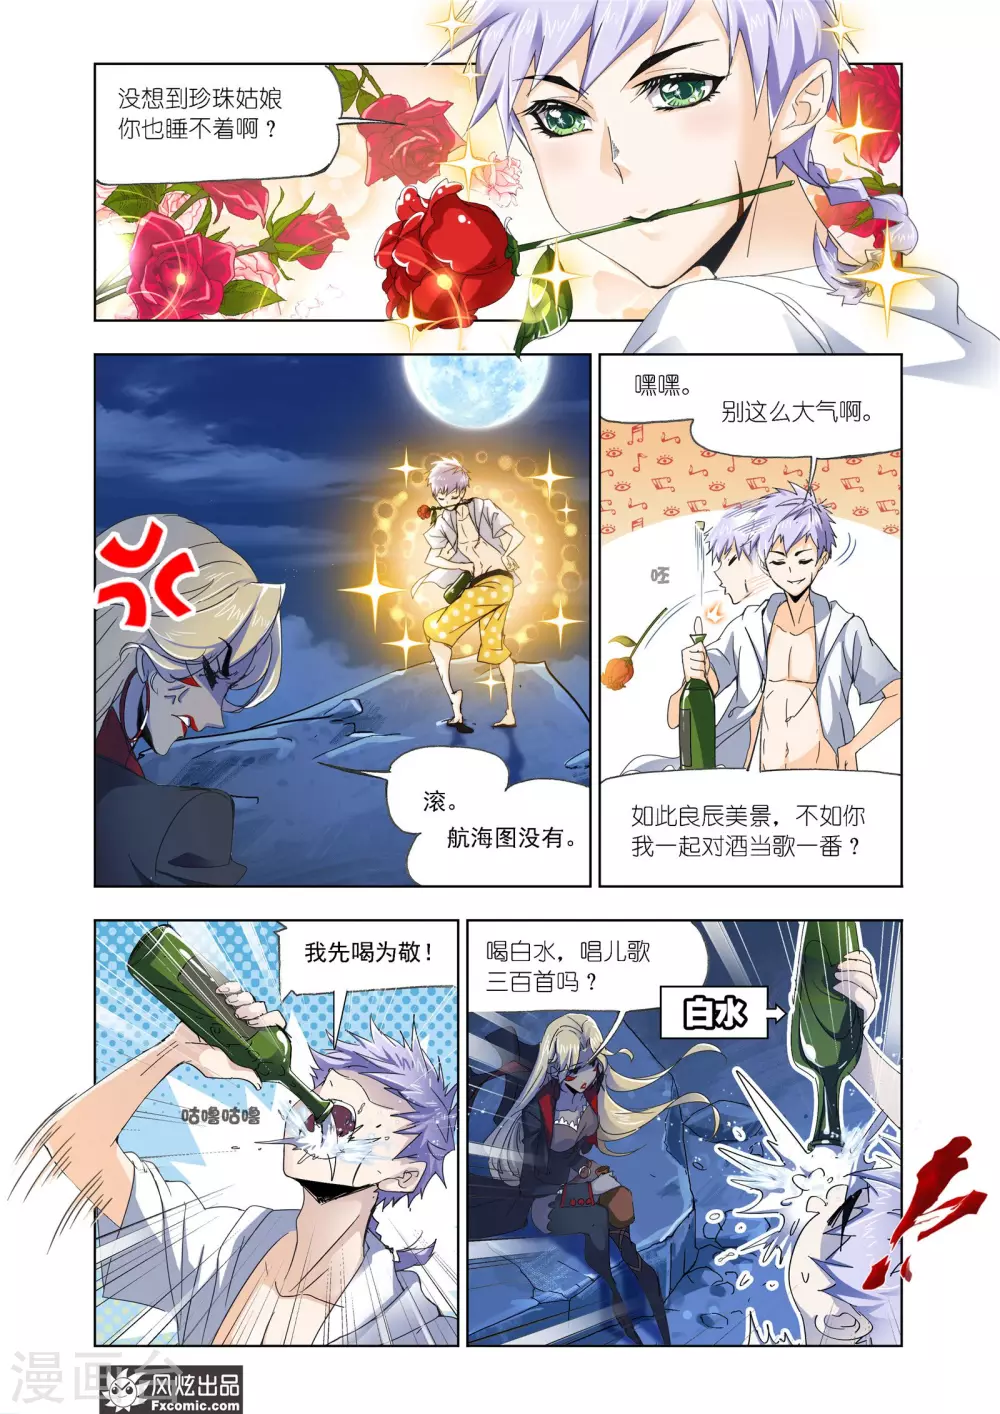 没想到珍珠姑娘
你也睡不着啊？
滚。
航海图没有。
嘿嘿。
别这么大气啊。
呸
如此良辰美景，不如你
我一起对酒当歌一番？
我先喝为敬！
咕噜咕噜
喝白水，唱儿歌
三百首吗？
白水
漫画台
风炫出品
Fxcomic.com